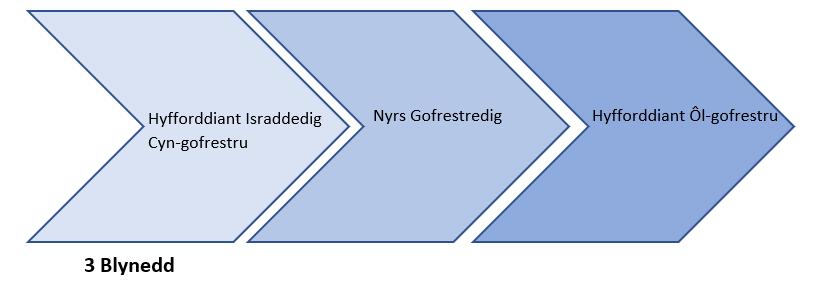 Hyfforddiant Israddedig
Cyn-gofrestru
Nyrs Gofrestredig
Hyfforddiant Ôl-gofrestru
3 Blynedd